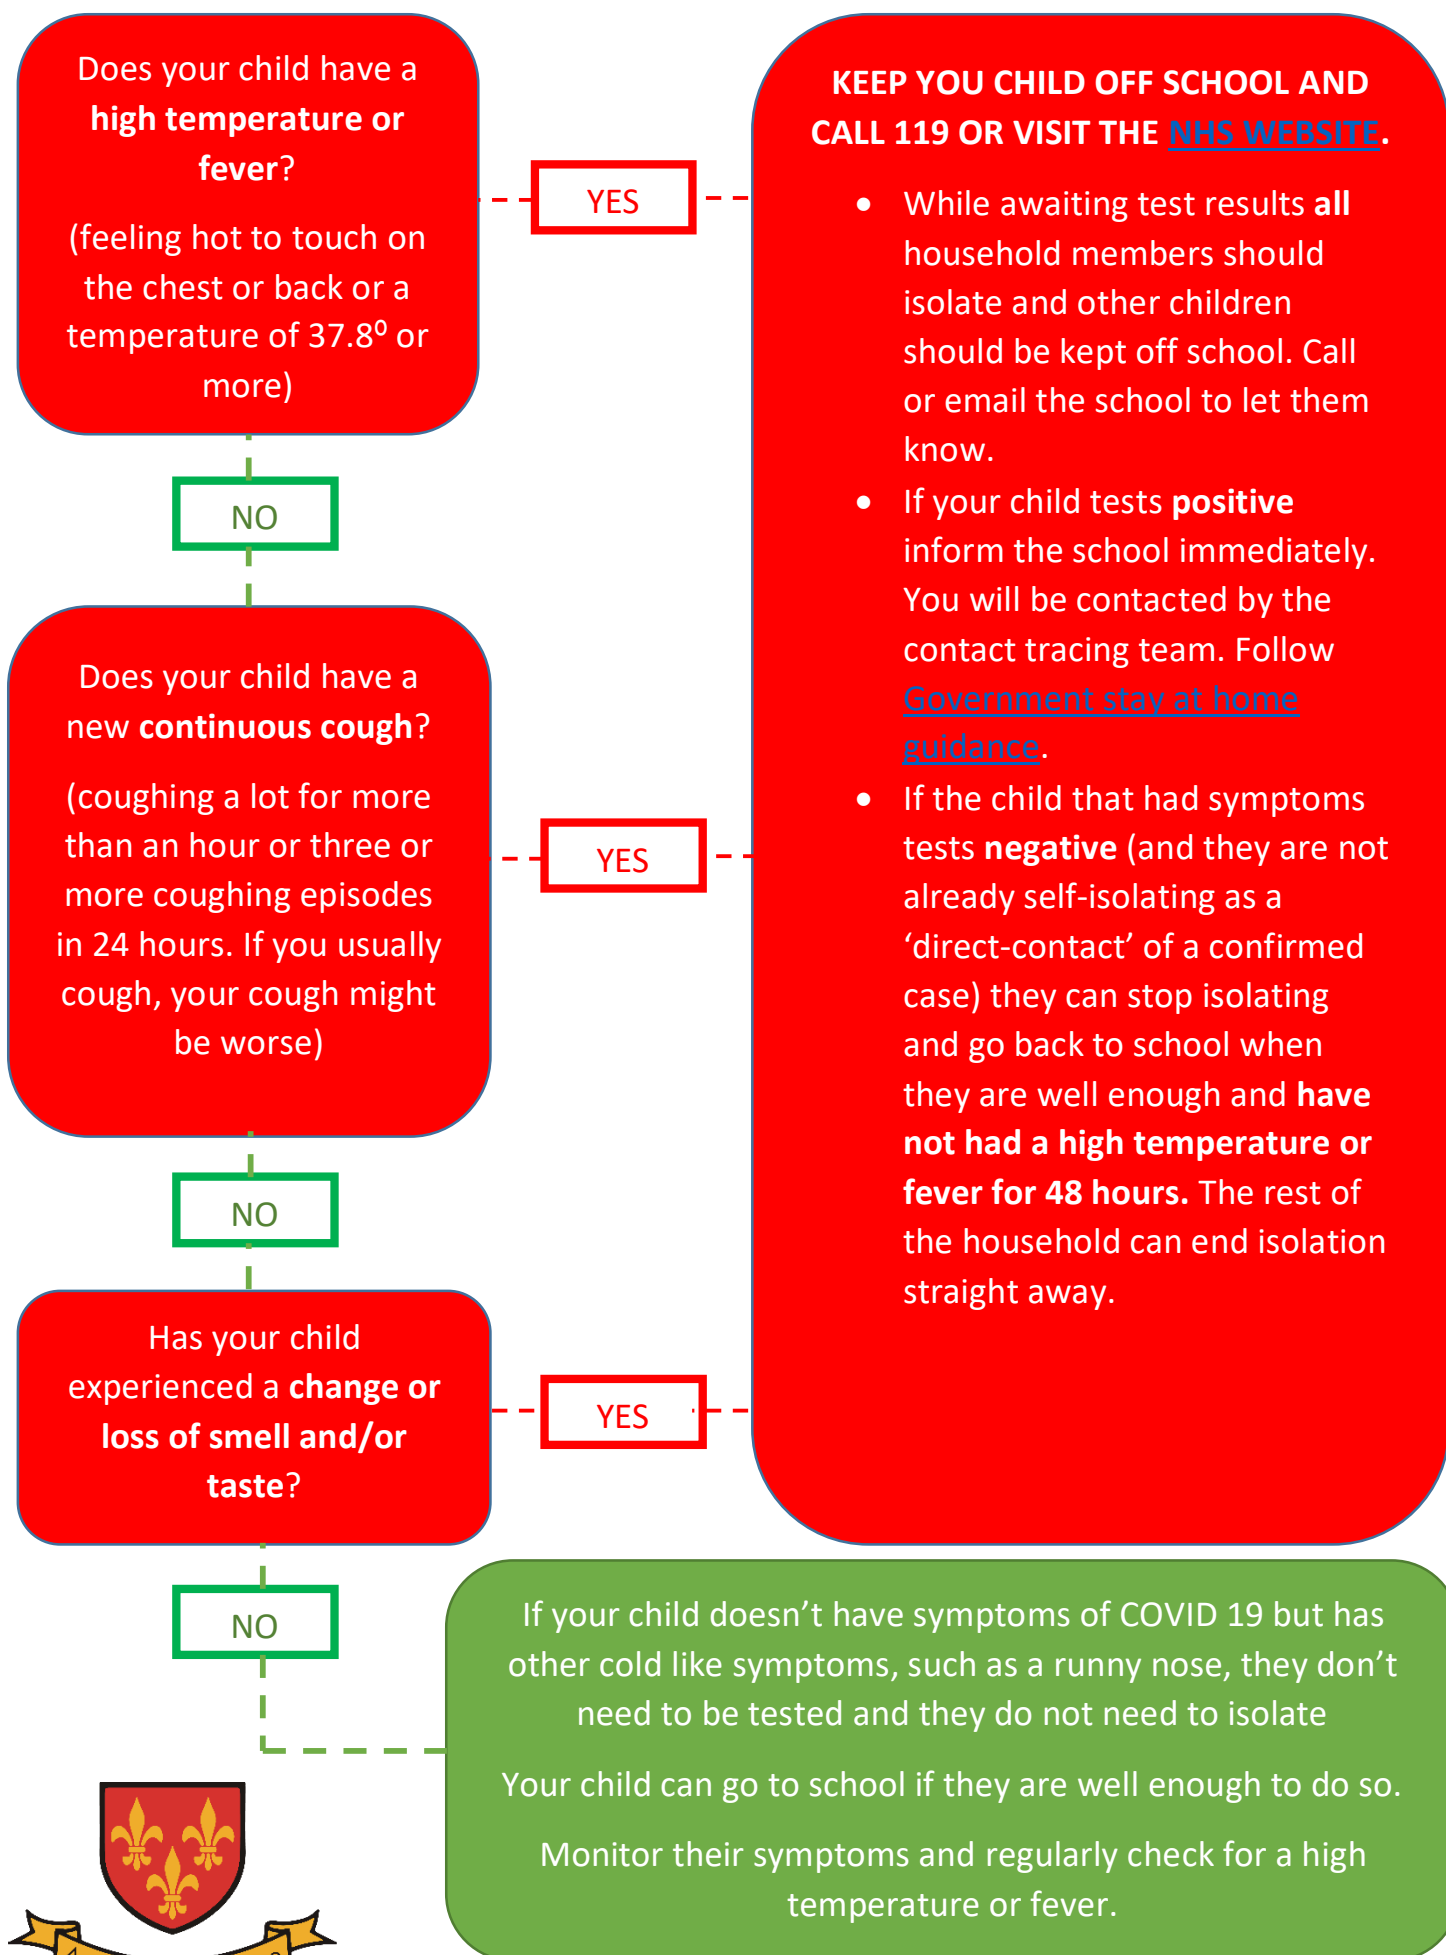 Does your child have a
high temperature or
fever?
(feeling hot to touch on
the chest or back or a
temperature of 37.8⁰ or
more)
YES
NO
Does your child have a
new continuous cough?
(coughing a lot for more
than an hour or three or
more coughing episodes
in 24 hours. If you usually
cough, your cough might
be worse)
YES
NO
Has your child
experienced a change or
loss of smell and/or
taste?
YES
NO
KEEP YOU CHILD OFF SCHOOL AND
CALL 119 OR VISIT THE NHS WEBSITE.
• While awaiting test results all
household members should
isolate and other children
should be kept off school. Call
or email the school to let them
know.
• If your child tests positive
inform the school immediately.
You will be contacted by the
contact tracing team. Follow
Government stay at home
guidance.
• If the child that had symptoms
tests negative (and they are not
already self-isolating as a
‘direct-contact’ of a confirmed
case) they can stop isolating
and go back to school when
they are well enough and have
not had a high temperature or
fever for 48 hours. The rest of
the household can end isolation
straight away.
If your child doesn’t have symptoms of COVID 19 but has
other cold like symptoms, such as a runny nose, they don’t
need to be tested and they do not need to isolate
Your child can go to school if they are well enough to do so.
Monitor their symptoms and regularly check for a high
temperature or fever.